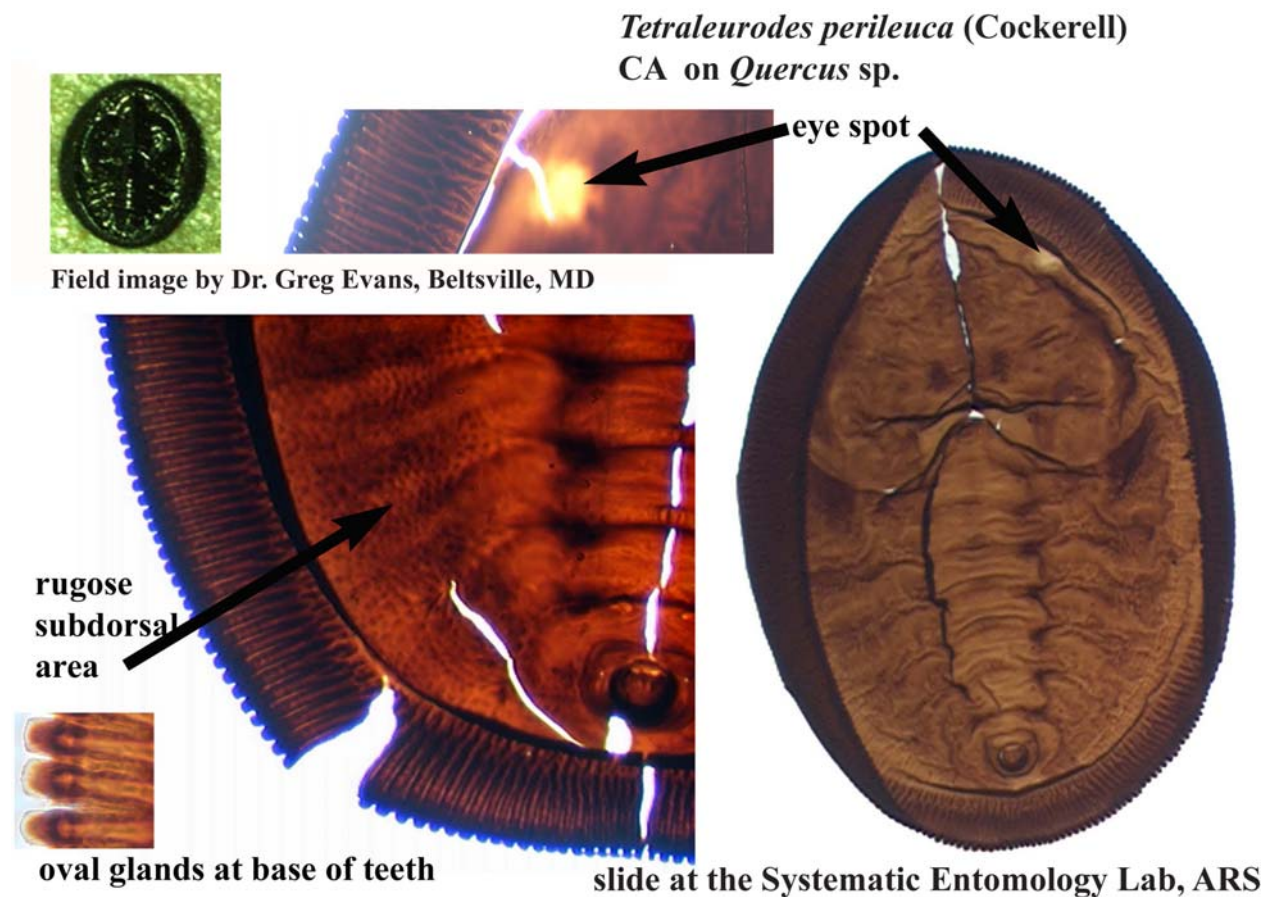 Tetraleurodes perileuca (Cockerell)
CA on Quercus sp.
eye spot
Field image by Dr. Greg Evans, Beltsville, MD
rugose
subdorsal
area
oval glands at base of teeth
slide at the Systematic Entomology Lab, ARS